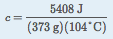 c = 5408 J / (373 g)(104°C)